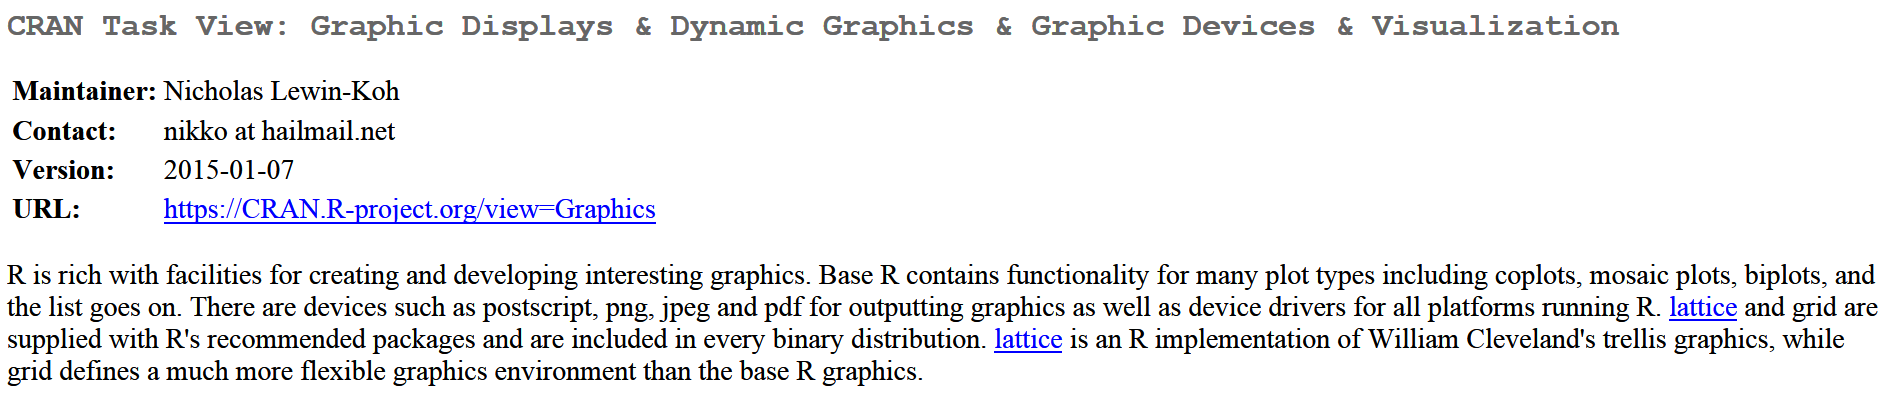 CRAN Task View: Graphic Displays & Dynamic Graphics & Graphic Devices & Visualization
Maintainer: Nicholas Lewin-Koh
Contact: nikko at hailmail.net
Version: 2015-01-07
URL: https://CRAN.R-project.org/view=Graphics
R is rich with facilities for creating and developing interesting graphics. Base R contains functionality for many plot types including coplots, mosaic plots, biplots, and
the list goes on. There are devices such as postscript, png, jpeg and pdf for outputting graphics as well as device drivers for all platforms running R. lattice and grid are
supplied with R's recommended packages and are included in every binary distribution. lattice is an R implementation of William Cleveland's trellis graphics, while
grid defines a much more flexible graphics environment than the base R graphics.